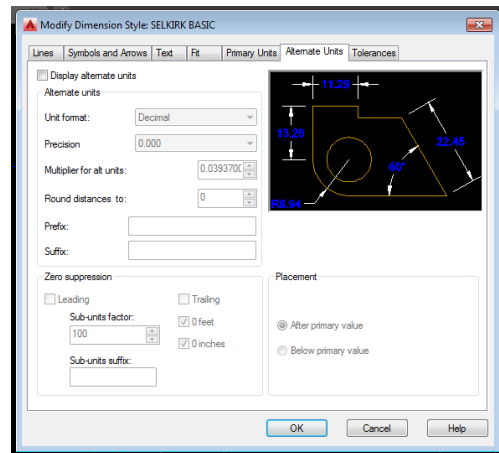 Modify Dimension Style: SELKIRK BASIC
Lines Symbols and Arrows Text Fit Primary Units Alternate Units Tolerances
Display alternate units
Alternate units
Unit format: Decimal
Precision 0.000
Multiplier for alt units: 0.039370
Round distances to: 0
Prefix:
Suffix:
11.28
13.28
22.45
60°
R8.94
Zero suppression
Leading
Trailing
Sub-units factor:
100
0 feet
0 inches
Sub-units suffix:
Placement
After primary value
Below primary value
OK Cancel Help